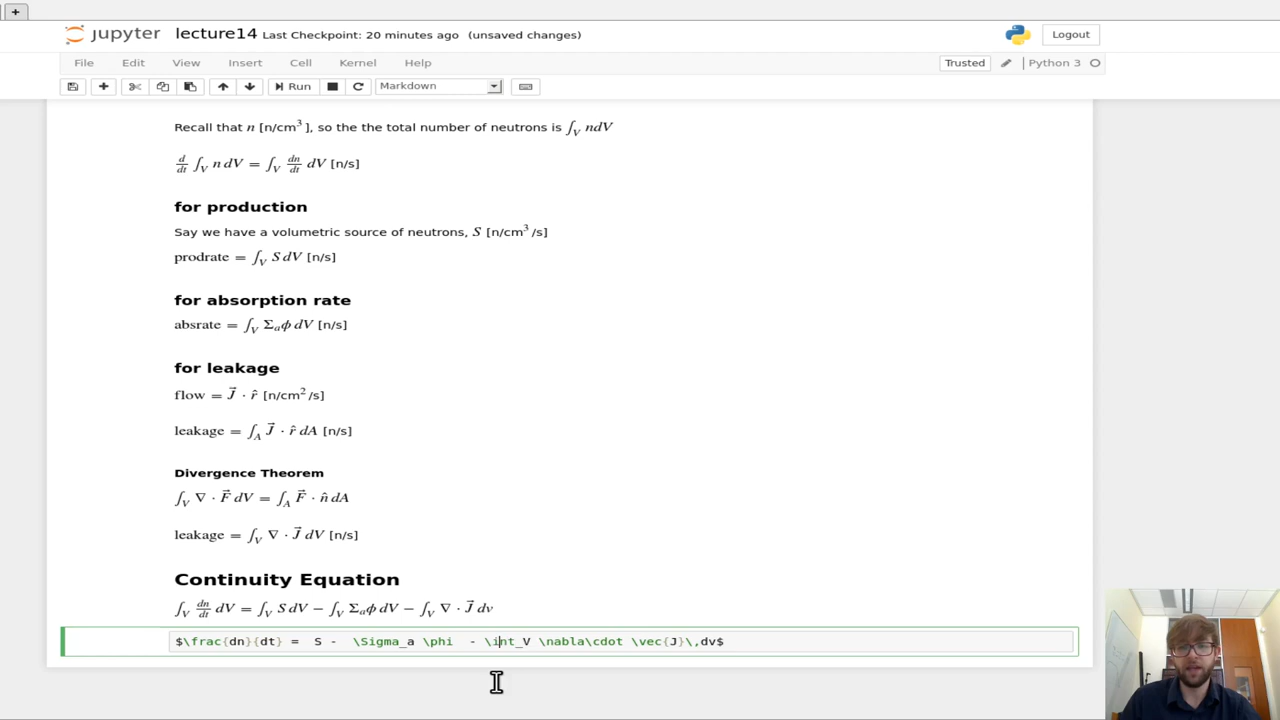 +
jupyter lecture14 Last Checkpoint: 20 minutes ago (unsaved changes) Logout
File Edit View Insert Cell Kernel Help Trusted Python 3
Run Markdown
Recall that n [n/cm³], so the the total number of neutrons is ∫_V ndV
d/dt ∫_V n dV = ∫_V dn/dt dV [n/s]
for production
Say we have a volumetric source of neutrons, S [n/cm³/s]
prodrate = ∫_V S dV [n/s]
for absorption rate
absrate = ∫_V Σₐϕ dV [n/s]
for leakage
flow = J⃗ · r̂ [n/cm²/s]
leakage = ∫_A J⃗ · r̂ dA [n/s]
Divergence Theorem
∫_V ∇ · F⃗ dV = ∫_A F⃗ · n̂ dA
leakage = ∫_V ∇ · J⃗ dV [n/s]
Continuity Equation
∫_V dn/dt dV = ∫_V S dV − ∫_V Σₐϕ dV − ∫_V ∇ · J⃗ dv
$\frac{dn}{dt} =  S -  \Sigma_a \phi  - \int_V \nabla\cdot \vec{J}\,dv$